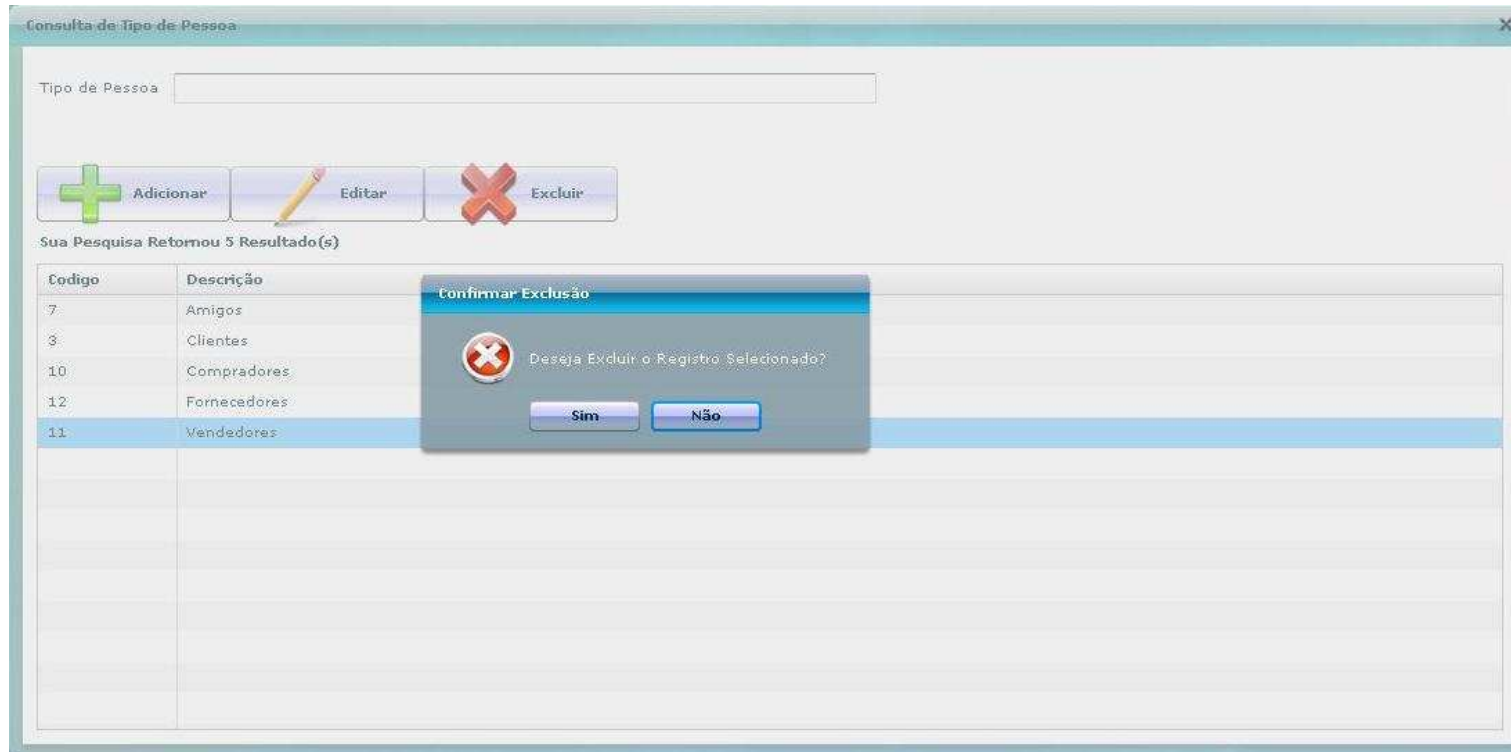 Consulta de Tipo de Pessoa
Tipo de Pessoa
Adicionar Editar Excluir
Sua Pesquisa Retornou 5 Resultado(s)
Codigo Descrição
7 Amigos
3 Clientes
10 Compradores
12 Fornecedores
11 Vendedores
Confirmar Exclusão
Deseja Excluir o Registro Selecionado?
Sim Não